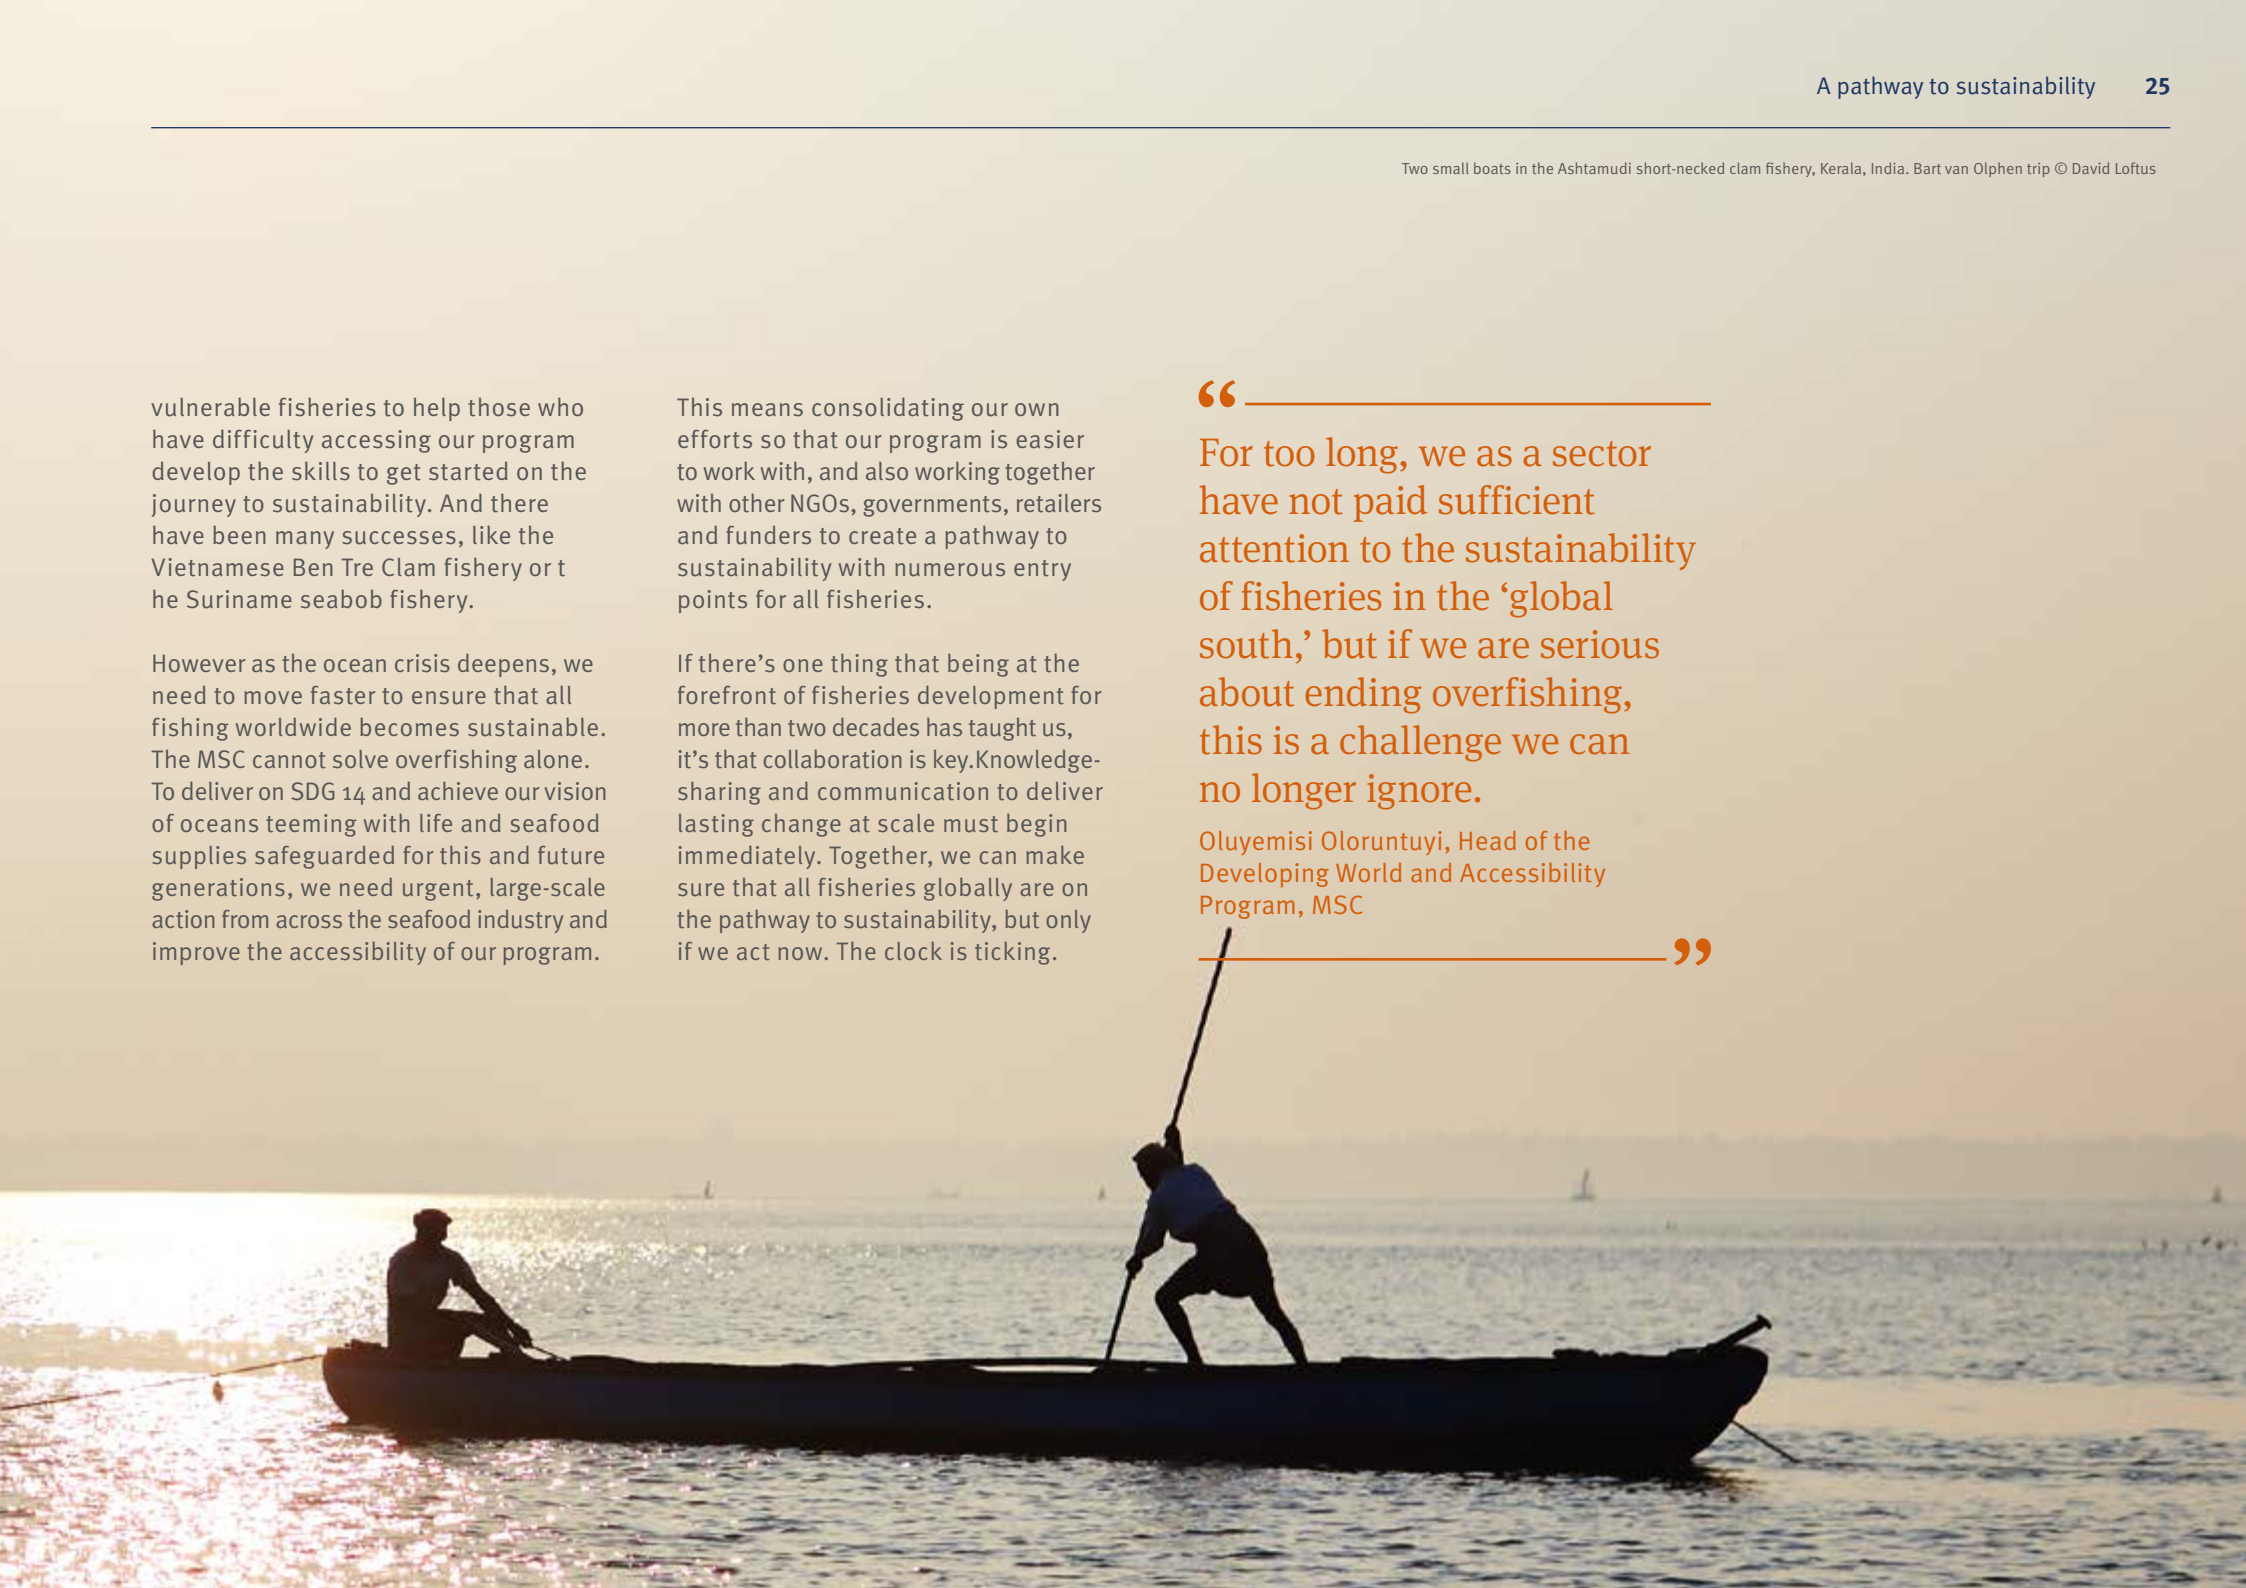 A pathway to sustainability 25
Two small boats in the Ashtamudi short-necked clam fishery, Kerala, India. Bart van Olphen trip © David Loftus
vulnerable fisheries to help those who
have difficulty accessing our program
develop the skills to get started on the
journey to sustainability. And there
have been many successes, like the
Vietnamese Ben Tre Clam fishery or t
he Suriname seabob fishery.
However as the ocean crisis deepens, we
need to move faster to ensure that all
fishing worldwide becomes sustainable.
The MSC cannot solve overfishing alone.
To deliver on SDG 14 and achieve our vision
of oceans teeming with life and seafood
supplies safeguarded for this and future
generations, we need urgent, large-scale
action from across the seafood industry and
improve the accessibility of our program.
This means consolidating our own
efforts so that our program is easier
to work with, and also working together
with other NGOs, governments, retailers
and funders to create a pathway to
sustainability with numerous entry
points for all fisheries.
If there’s one thing that being at the
forefront of fisheries development for
more than two decades has taught us,
it’s that collaboration is key.Knowledge-
sharing and communication to deliver
lasting change at scale must begin
immediately. Together, we can make
sure that all fisheries globally are on
the pathway to sustainability, but only
if we act now. The clock is ticking.
“
For too long, we as a sector
have not paid sufficient
attention to the sustainability
of fisheries in the ‘global
south,’ but if we are serious
about ending overfishing,
this is a challenge we can
no longer ignore.
Oluyemisi Oloruntuyi, Head of the
Developing World and Accessibility
Program, MSC
”